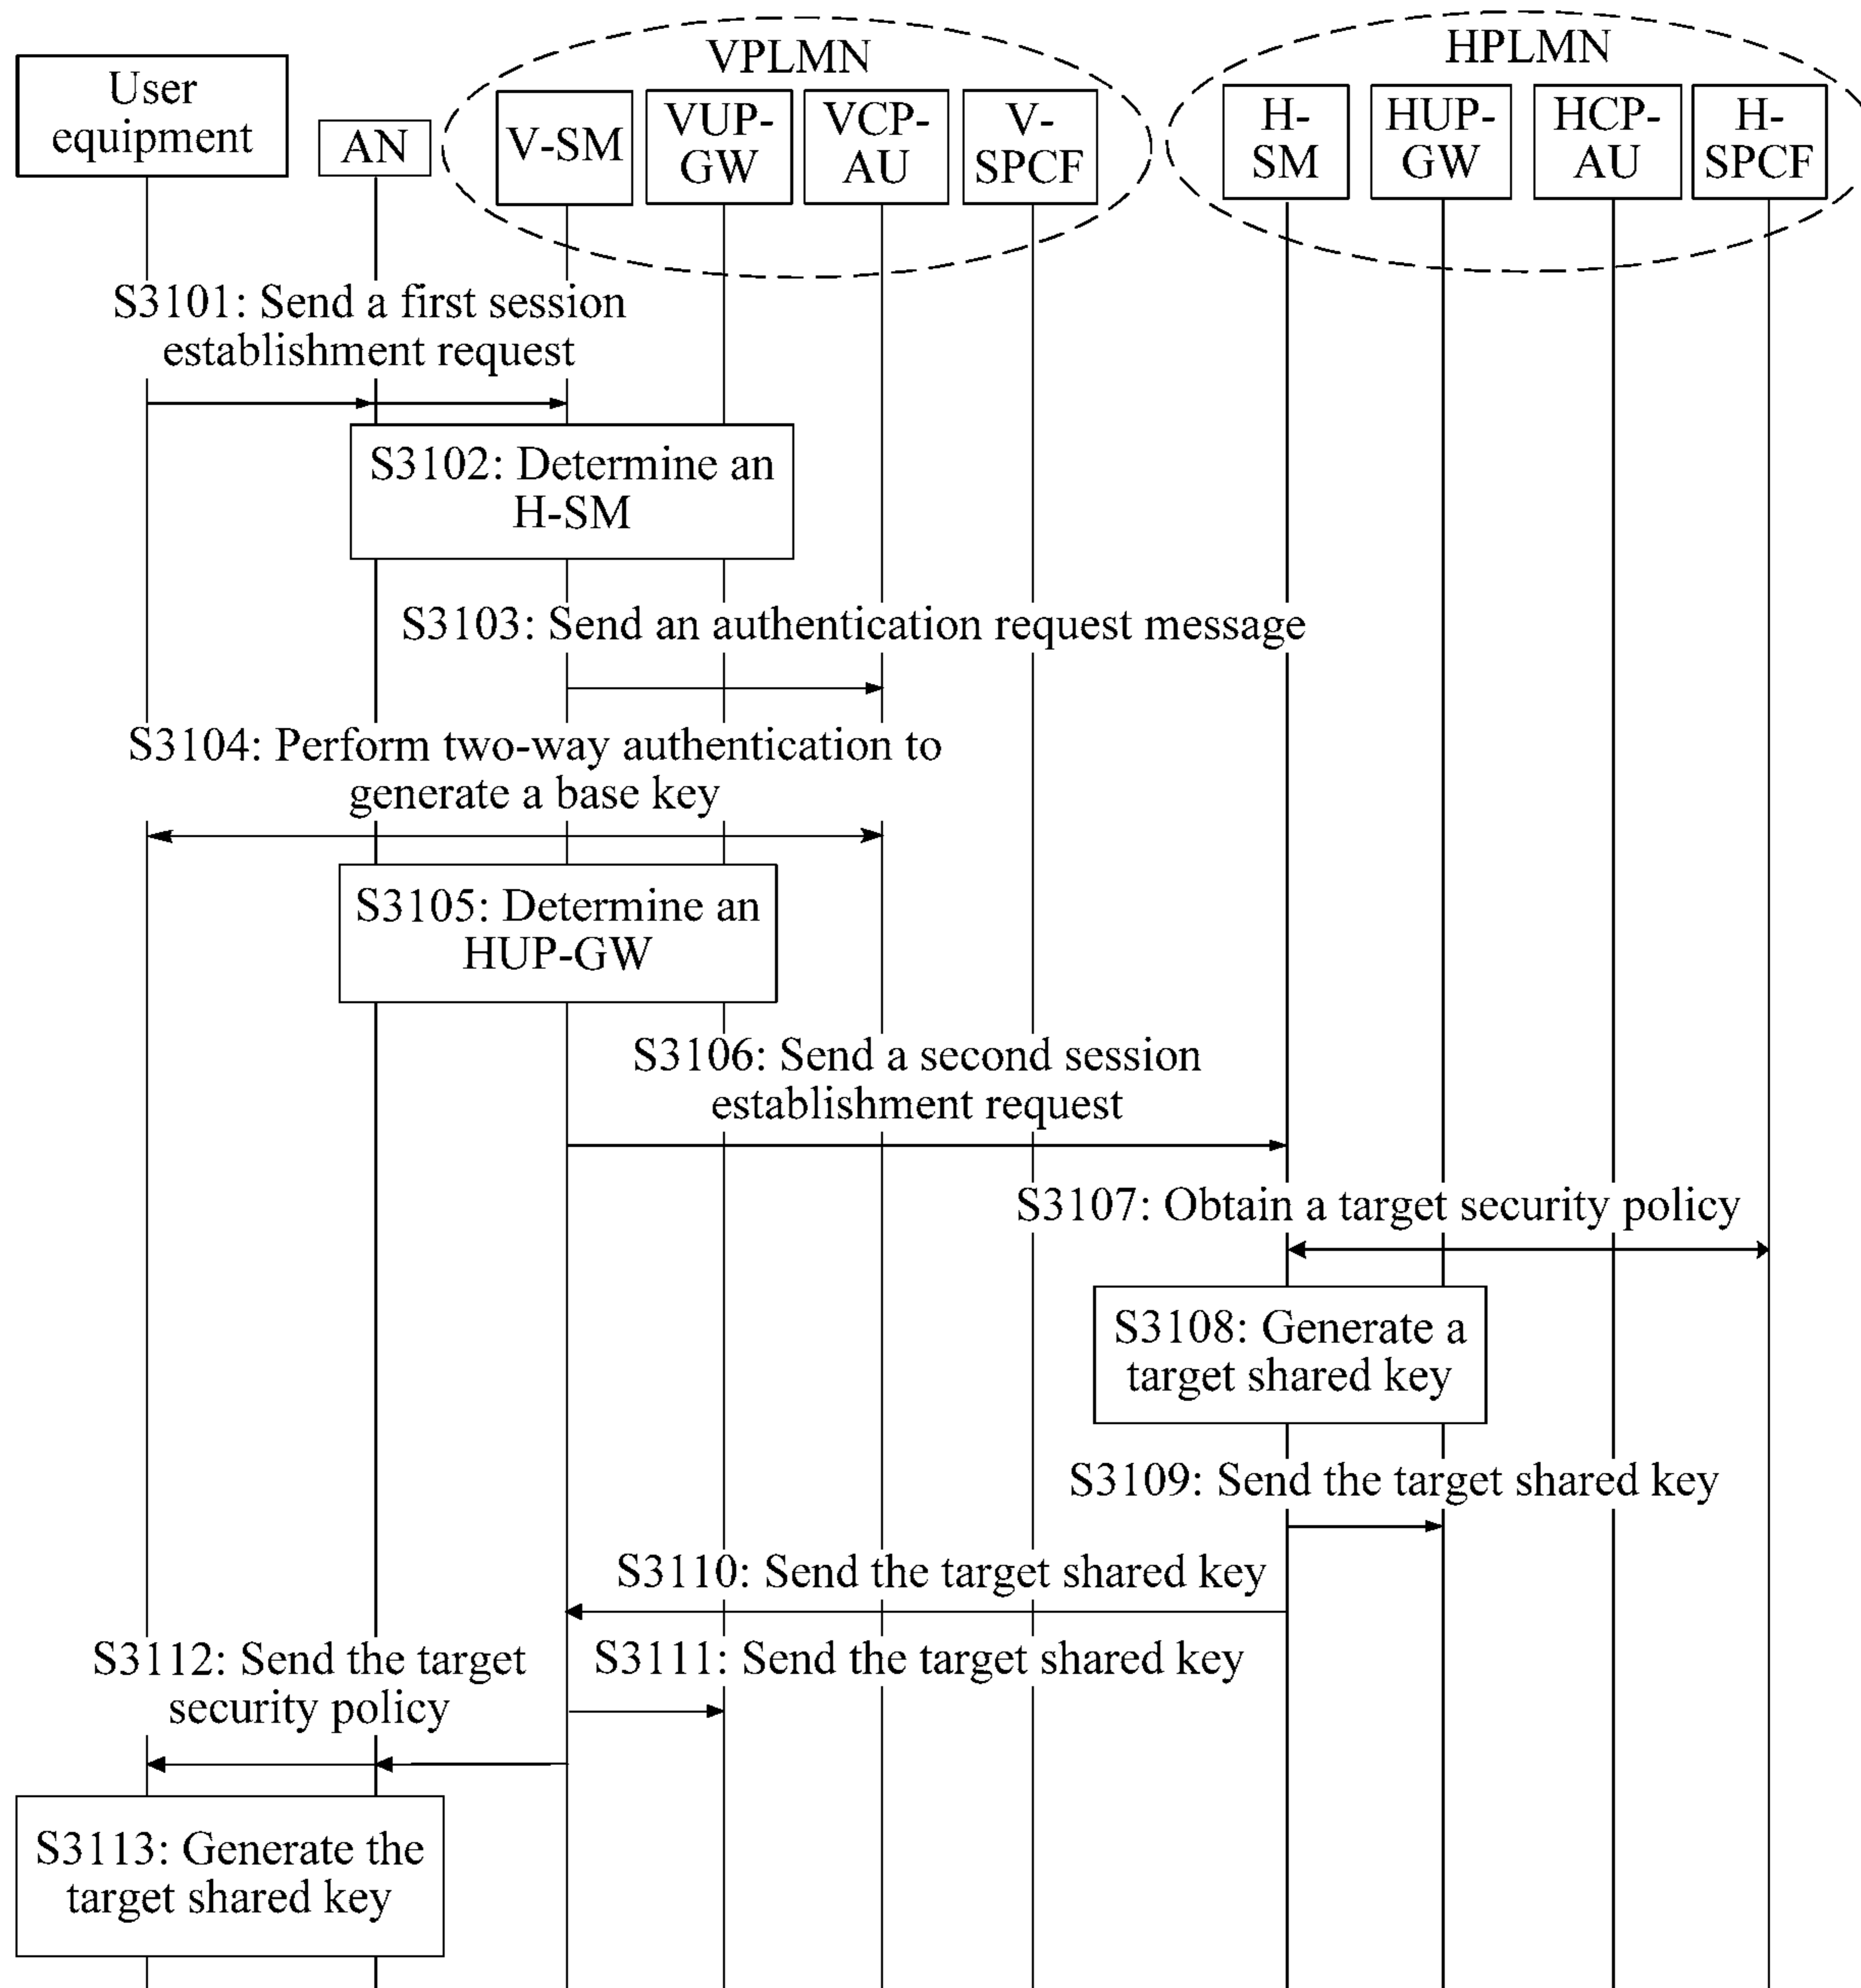 VPLMN
HPLMN
User
equipment
AN
V-SM
VUP-
GW
VCP-
AU
V-
SPCF
H-
SM
HUP-
GW
HCP-
AU
H-
SPCF
S3101: Send a first session
establishment request
S3102: Determine an
H-SM
S3103: Send an authentication request message
S3104: Perform two-way authentication to
generate a base key
S3105: Determine an
HUP-GW
S3106: Send a second session
establishment request
S3107: Obtain a target security policy
S3108: Generate a
target shared key
S3109: Send the target shared key
S3110: Send the target shared key
S3111: Send the target shared key
S3112: Send the target
security policy
S3113: Generate the
target shared key